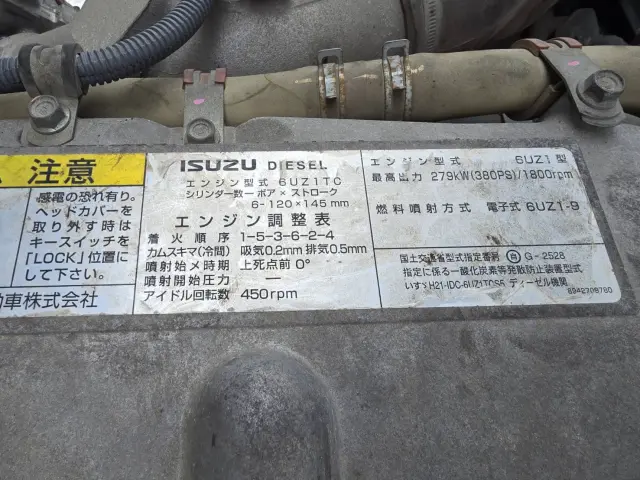 注意
感電の恐れ有り。
ヘッドカバーを
取り外す時は
キースイッチを
「LOCK」位置に
して下さい
動車株式会社
ISUZU DIESEL
エンジン型式 6UZ1TC
シリンダー数ー ボア × ストローク
6-120×145mm
エンジン調整表
着火順序 1-5-3-6-2-4
カムスキマ(冷間) 吸気0.2mm 排気0.5mm
噴射始メ時期 上死点前 0°
噴射開始圧力 —
アイドル回転数 450rpm
エンジン型式 6UZ1型
最高出力 279kW(380PS)/1800rpm
燃料噴射方式 電子式 6UZ1-9
国土交通省型式指定番号 G-2528
指定に係る一酸化炭素等発散防止装置型式
いすゞH21-IDC-6UZ1TCS6 ディーゼル機関
8942708780